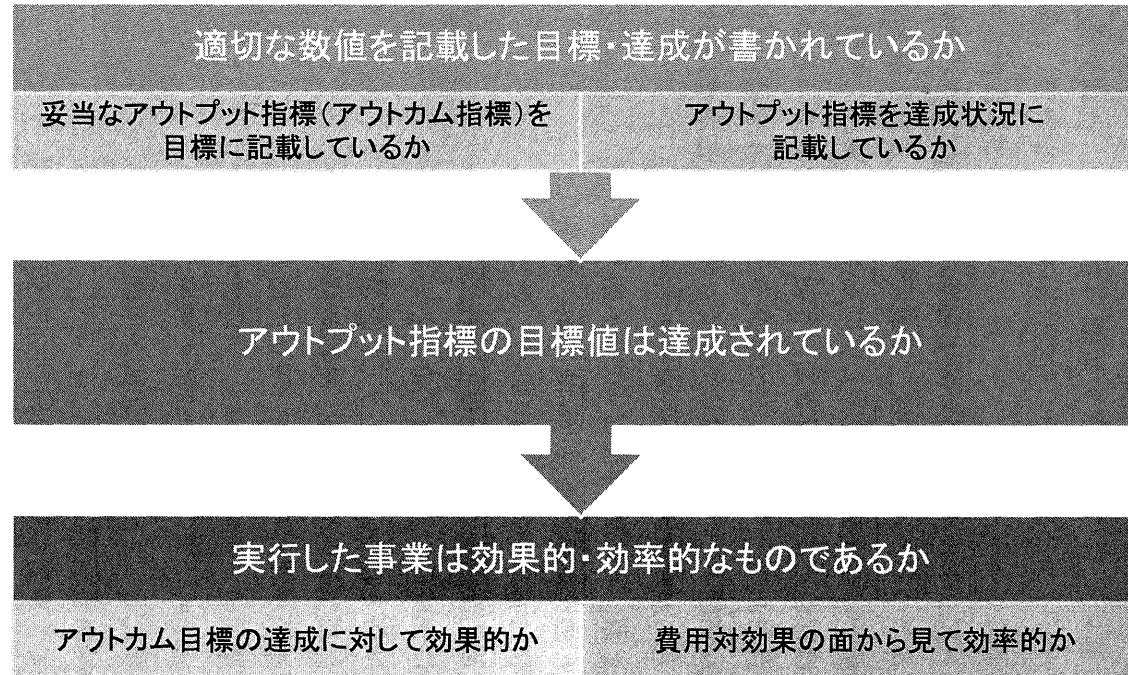 適切な数値を記載した目標・達成が書かれているか
妥当なアウトプット指標(アウトカム指標)を
目標に記載しているか
アウトプット指標を達成状況に
記載しているか
アウトプット指標の目標値は達成されているか
実行した事業は効果的・効率的なものであるか
アウトカム目標の達成に対して効果的か
費用対効果の面から見て効率的か